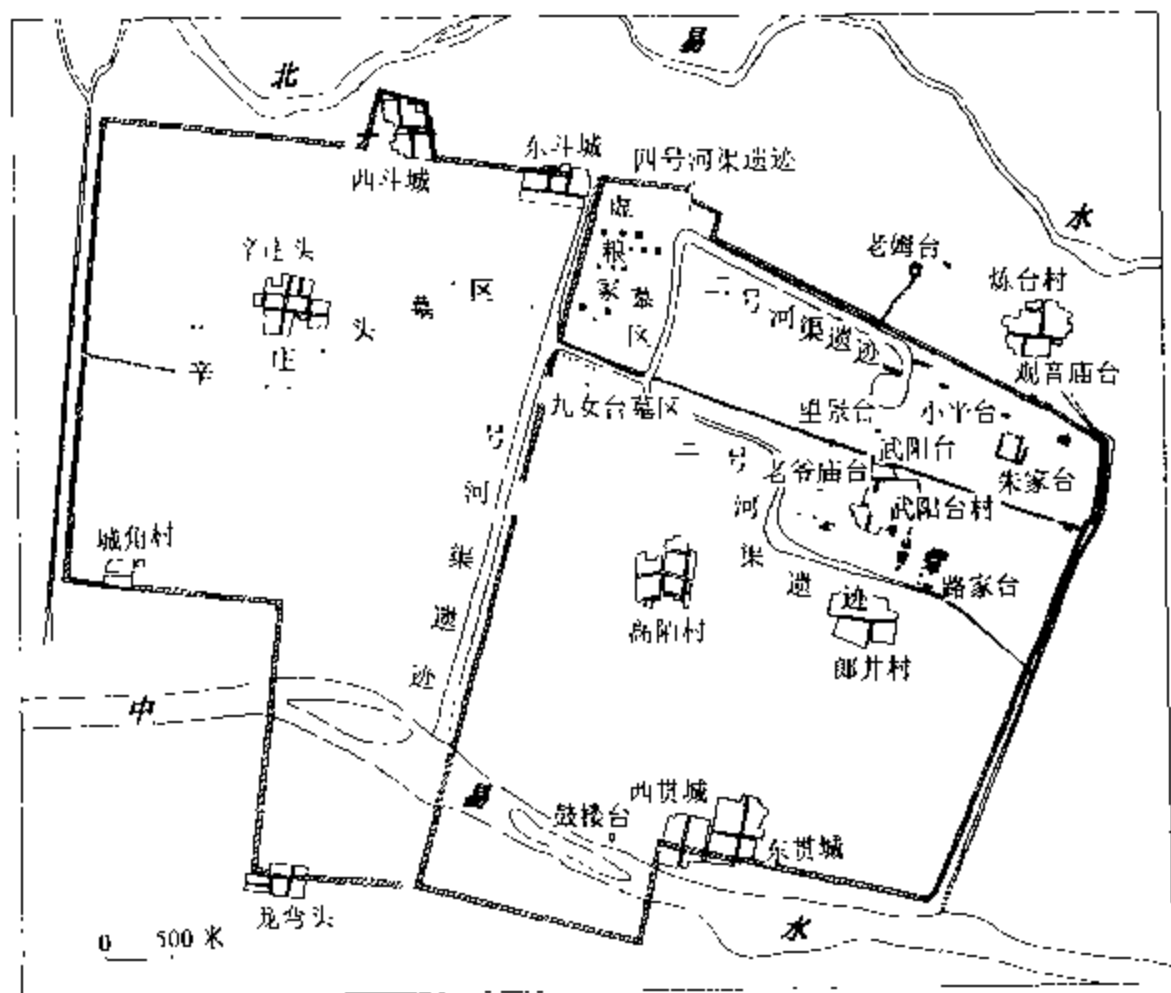 北
易
水
西斗城
东斗城
四号河渠遗迹
虚粮冢墓区
老姆台
炼台村
观音庙台
辛庄头
辛庄头墓区
二号河渠遗迹
望景台
小平台
九女台墓区
武阳台
朱家台
老爷庙台
武阳台村
号河渠遗迹
三号河渠遗迹
路家台
城角村
高陌村
郎井村
中
易
水
西贯城
鼓楼台
东贯城
龙弯头
0 500 米